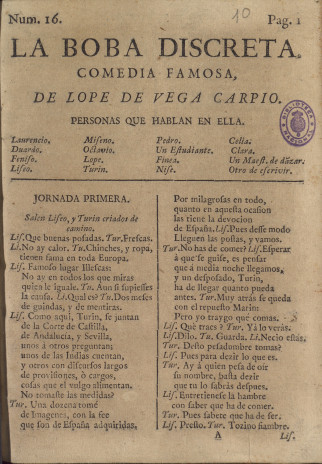 Num. 16.
10
Pag. 1
LA BOBA DISCRETA.
COMEDIA FAMOSA,
DE LOPE DE VEGA CARPIO.
PERSONAS QUE HABLAN EN ELLA.
Laurencio. Miseno. Pedro. Celia.
Duardo. Octavio. Un Estudiante. Clara.
Feniso. Lope. Finea. Un Maest. de dãzar.
Liseo. Turin. Nise. Otro de escrivir.
JORNADA PRIMERA.
Salen Liseo, y Turin criados de
camino.
Lis. Que buenas posadas. Tur. Frescas.
Li. No ay calor. Tu. Chinches, y ropa,
tienen fama en toda Europa.
Lis. Famoso lugar Illescas:
No ay en todos los que miras
quien le iguale. Tu. Aun si supiesses
la causa. Li. Qual es? Tu. Dos meses
de guindas, y de mentiras.
Lis. Como aqui, Turin, se juntan
de la Corte de Castilla,
de Andalucia, y Sevilla,
unos à otros preguntan;
unos de las Indias cuentan,
y otros con discursos largos
de provisiones, ò cargos,
cosas que el vulgo alimentan.
No tomaste las medidas?
Tur. Una dozena tomè
de Imagenes, con la fee
que son de España adquiridas,
Por milagrosas en todo,
quanto en aquesta ocasion
las tiene la devocion
de España. Lis. Pues desse modo
Lleguen las postas, y vamos.
Tur. No has de comer? Lis. Esperar
à que se guise, es pensar
que à media noche llegamos,
y un desposado, Turin,
ha de llegar quanto pueda
antes. Tur. Muy atràs se queda
con el repuesto Marin:
Pero yo traygo què comas.
Lis. Què traes? Tur. Yà lo veràs.
Lis. Dilo. Tu. Guarda. Li. Necio estàs.
Tur. Desto pesadumbre tomas?
Lis. Pues para dezir lo que es.
Tur. Ay à quien pesa de oir
su nombre, basta dezir
que tu lo sabràs despues.
Lis. Entretienese la hambre
con saber que ha de comer.
Tur. Pues sabete que ha de ser.
Lis. Presto. Tur. Tozino fiambre.
A
Lis.